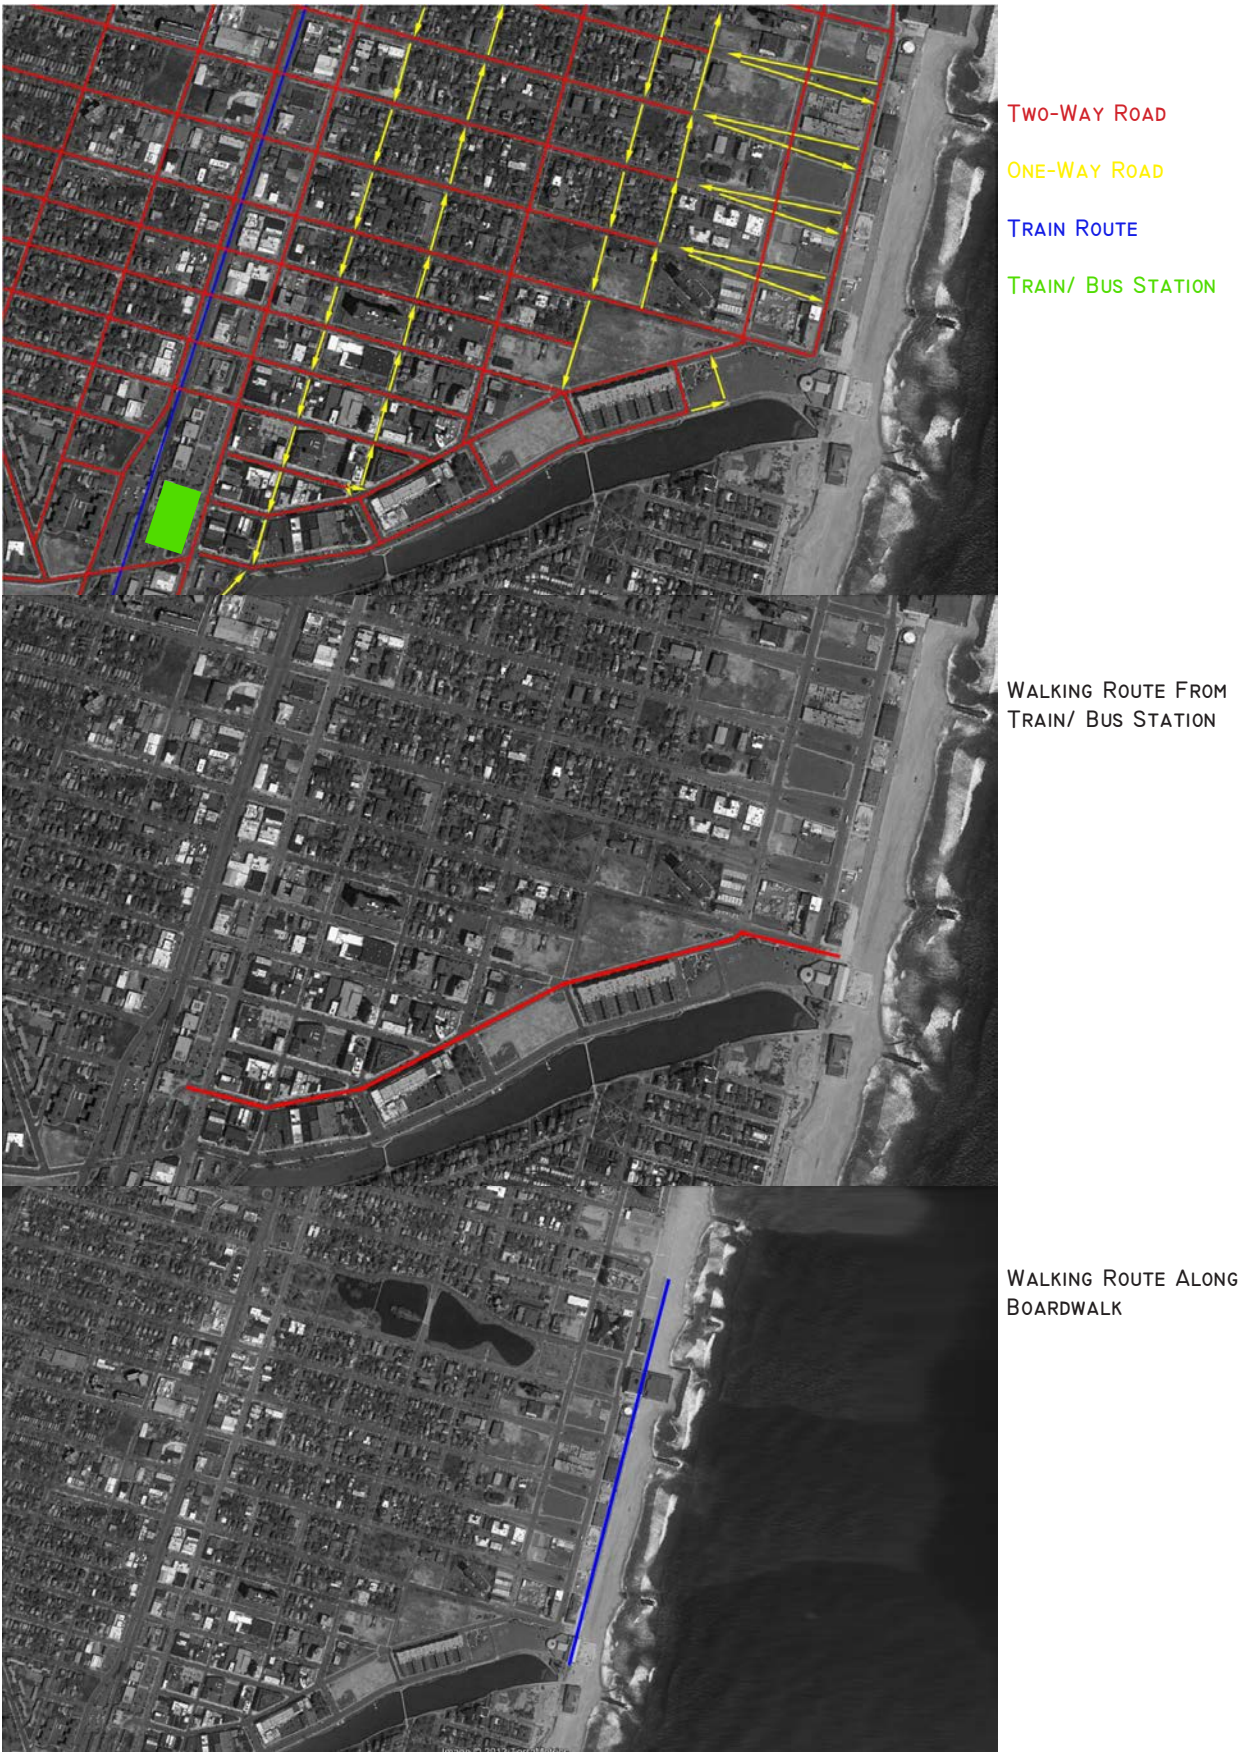 Two-Way Road
One-Way Road
Train Route
Train/ Bus Station
Walking Route From
Train/ Bus Station
Walking Route Along
Boardwalk